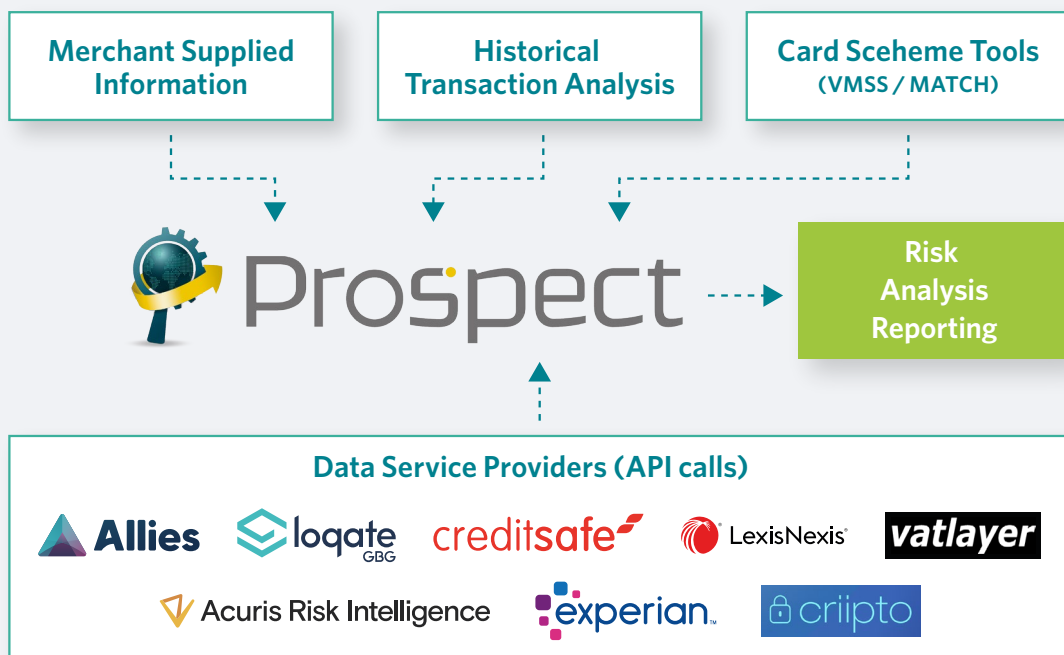 Merchant Supplied
Information
Historical
Transaction Analysis
Card Sceheme Tools
(VMSS / MATCH)
Prospect
Risk
Analysis
Reporting
Data Service Providers (API calls)
Allies
loqate
GBG
creditsafe
LexisNexis®
vatlayer
Acuris Risk Intelligence
experian™
criipto